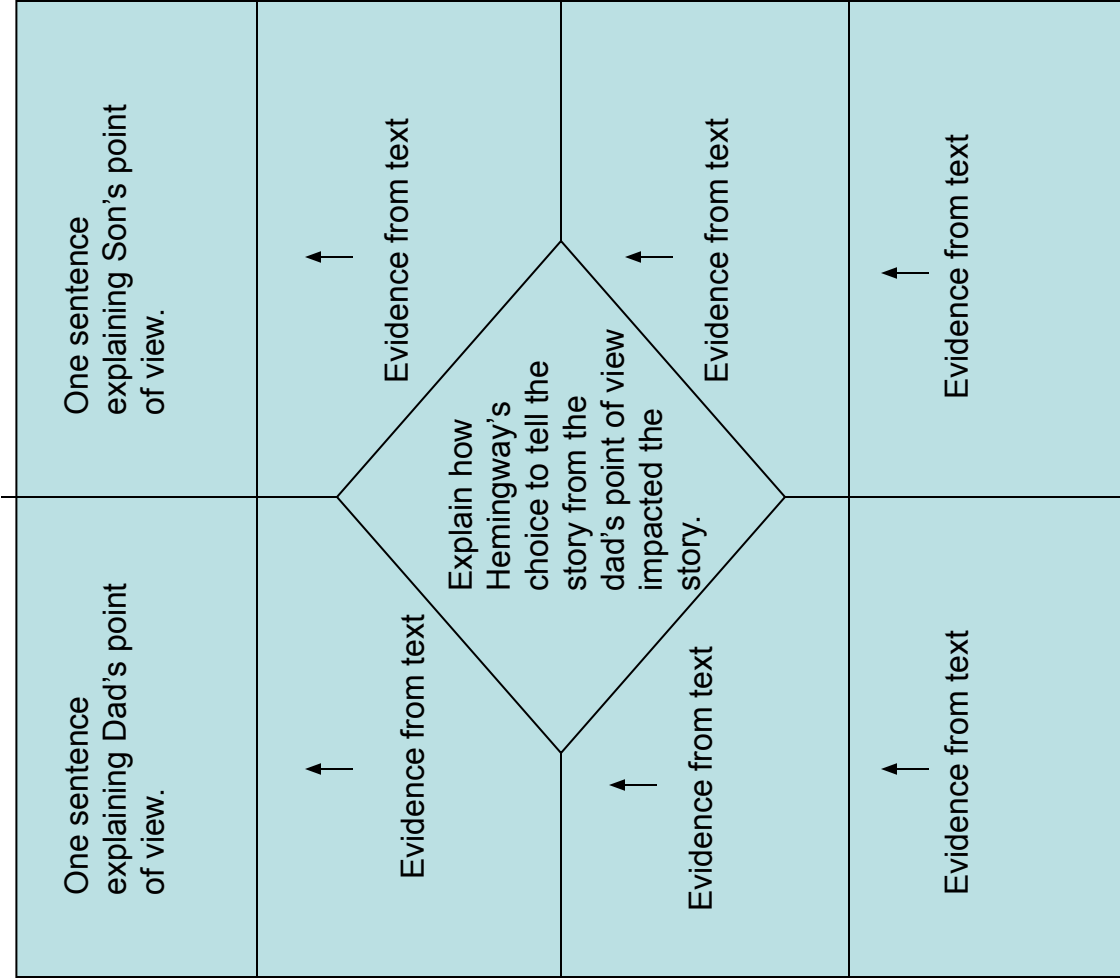 One sentence
explaining Dad's point
of view.
One sentence
explaining Son's point
of view.
Evidence from text
Evidence from text
Explain how
Hemingway's
choice to tell the
story from the
dad's point of view
impacted the
story.
Evidence from text
Evidence from text
Evidence from text
Evidence from text